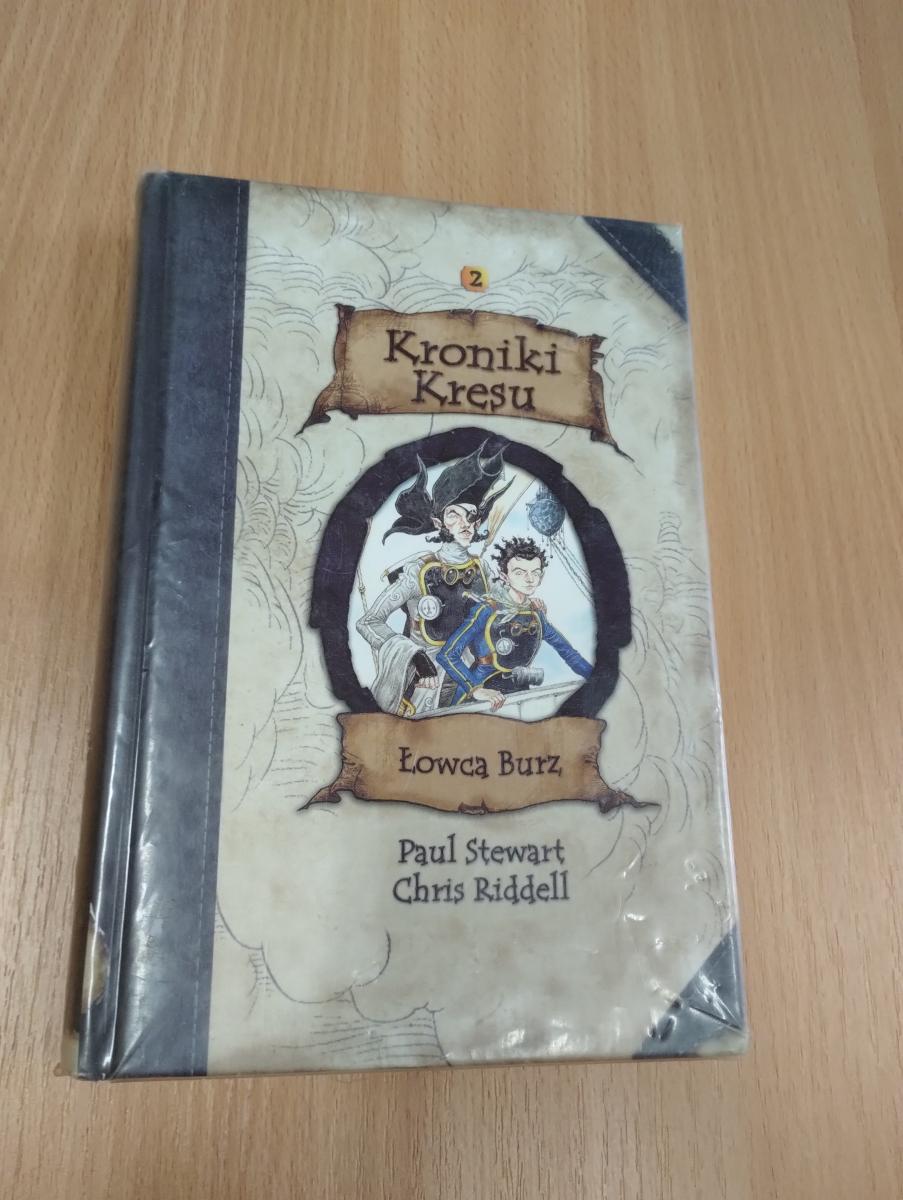 2
Kroniki
Kresu
Łowca Burz
Paul Stewart
Chris Riddell